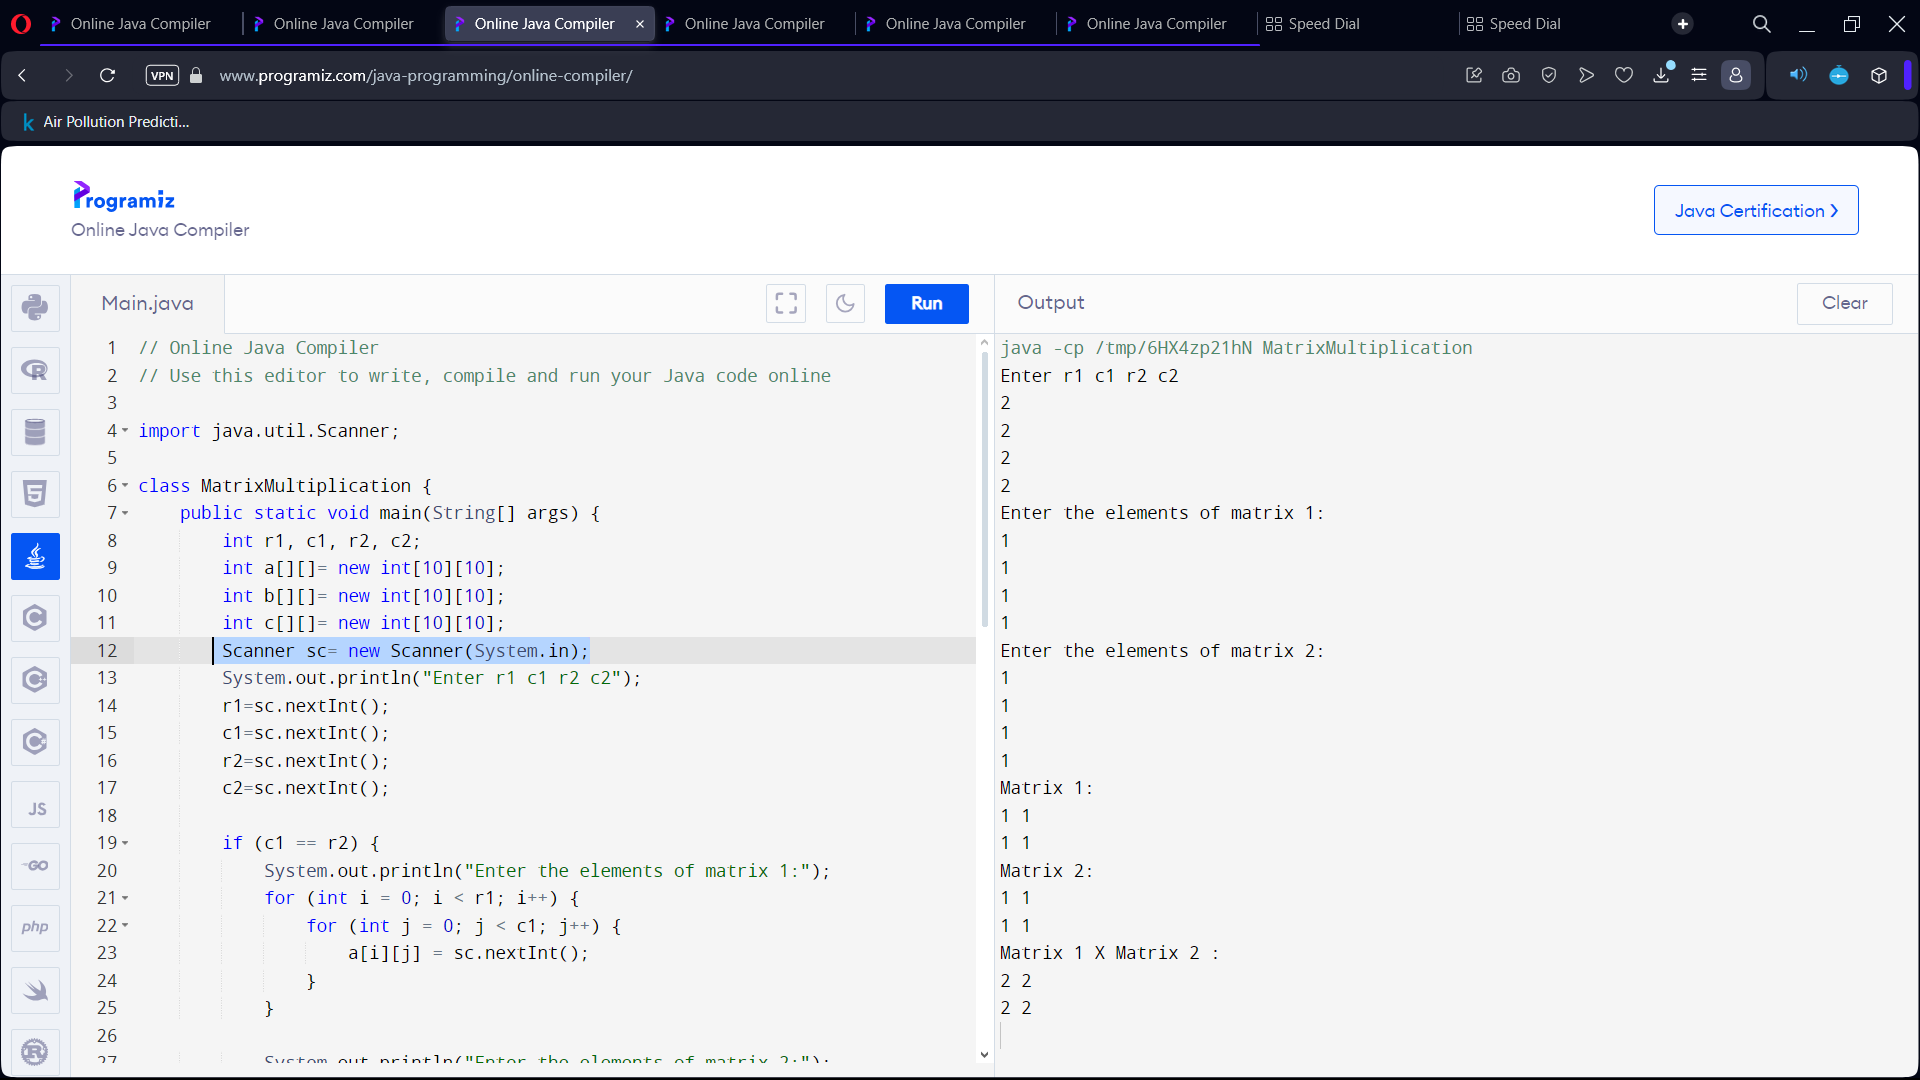 Online Java Compiler
Online Java Compiler
Online Java Compiler
Online Java Compiler
Online Java Compiler
Online Java Compiler
Speed Dial
Speed Dial
VPN
www.programiz.com/java-programming/online-compiler/
k Air Pollution Predicti...
Programiz
Online Java Compiler
Java Certification
Main.java
Run
Output
Clear
R
5
C
C
C
JS
GO
php
R
1 // Online Java Compiler
2 // Use this editor to write, compile and run your Java code online
3
4 import java.util.Scanner;
5
6 class MatrixMultiplication {
7 public static void main(String[] args) {
8 int r1, c1, r2, c2;
9 int a[][]= new int[10][10];
10 int b[][]= new int[10][10];
11 int c[][]= new int[10][10];
12 Scanner sc= new Scanner(System.in);
13 System.out.println("Enter r1 c1 r2 c2");
14 r1=sc.nextInt();
15 c1=sc.nextInt();
16 r2=sc.nextInt();
17 c2=sc.nextInt();
18
19 if (c1 == r2) {
20 System.out.println("Enter the elements of matrix 1:");
21 for (int i = 0; i < r1; i++) {
22 for (int j = 0; j < c1; j++) {
23 a[i][j] = sc.nextInt();
24 }
25 }
26
27 System.out.println("Enter the elements of matrix 2:");
java -cp /tmp/6HX4zp21hN MatrixMultiplication
Enter r1 c1 r2 c2
2
2
2
2
Enter the elements of matrix 1:
1
1
1
1
Enter the elements of matrix 2:
1
1
1
1
Matrix 1:
1 1
1 1
Matrix 2:
1 1
1 1
Matrix 1 X Matrix 2 :
2 2
2 2